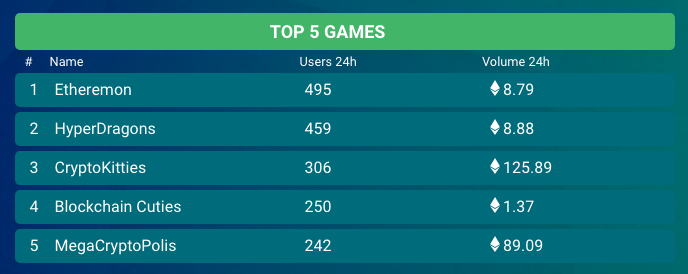 TOP 5 GAMES
# Name Users 24h Volume 24h
1 Etheremon 495 8.79
2 HyperDragons 459 8.88
3 CryptoKitties 306 125.89
4 Blockchain Cuties 250 1.37
5 MegaCryptoPolis 242 89.09